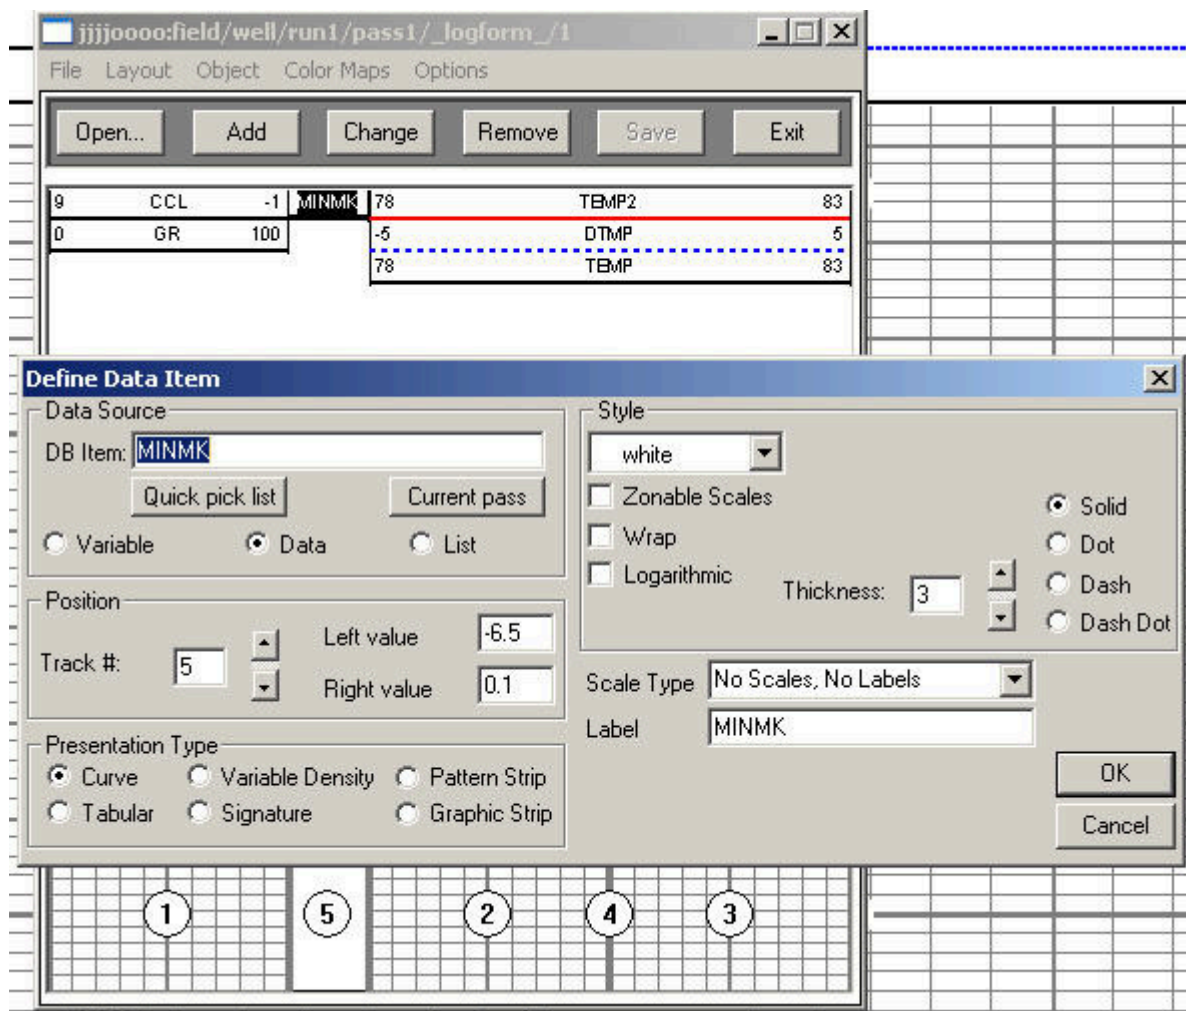 jjjjoooo:field/well/run1/pass1/_logform_/1
File Layout Object Color Maps Options
Open... Add Change Remove Save Exit
9 CCL -1 MINMK 78 TEMP2 83
0 GR 100 -5 DTMP 5
78 TEMP 83
Define Data Item
Data Source
DB Item: MINMK
Quick pick list Current pass
Variable Data List
Position
Track #: 5
Left value -6.5
Right value 0.1
Presentation Type
Curve Variable Density Pattern Strip
Tabular Signature Graphic Strip
Style
white
Zonable Scales
Wrap
Logarithmic
Thickness: 3
Solid
Dot
Dash
Dash Dot
Scale Type No Scales, No Labels
Label MINMK
OK
Cancel
1 5 2 4 3